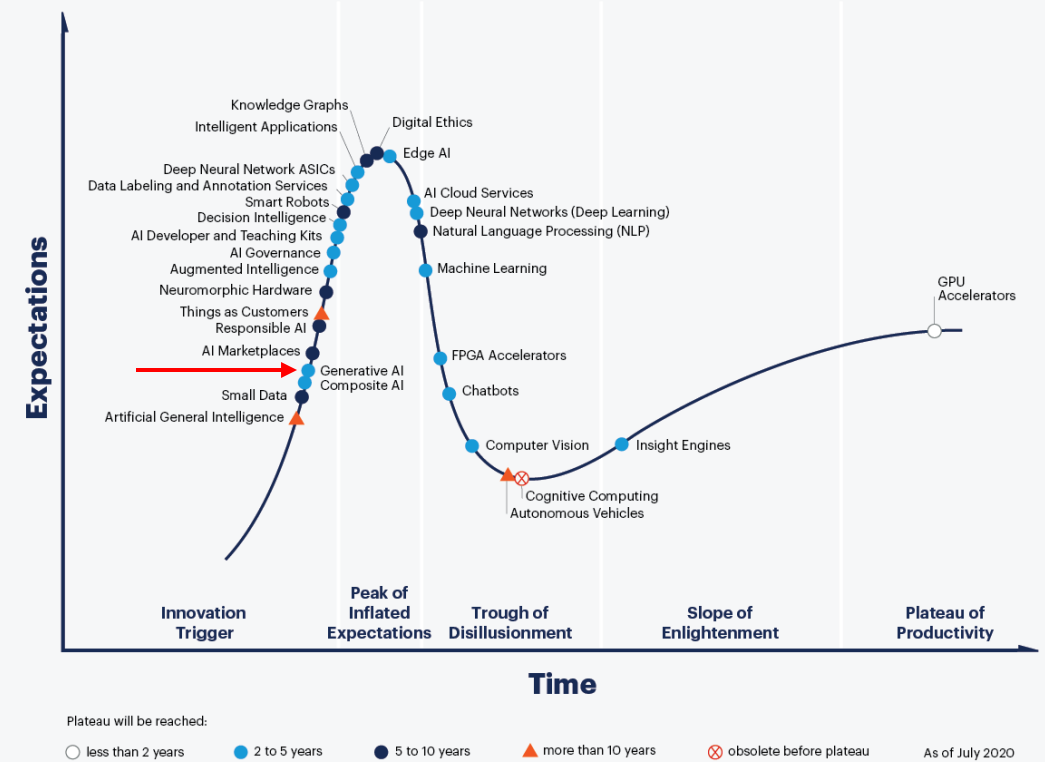 Expectations
Knowledge Graphs
Intelligent Applications
Deep Neural Network ASICs
Data Labeling and Annotation Services
Smart Robots
Decision Intelligence
AI Developer and Teaching Kits
AI Governance
Augmented Intelligence
Neuromorphic Hardware
Things as Customers
Responsible AI
AI Marketplaces
Generative AI
Composite AI
Small Data
Artificial General Intelligence
Digital Ethics
Edge AI
AI Cloud Services
Deep Neural Networks (Deep Learning)
Natural Language Processing (NLP)
Machine Learning
FPGA Accelerators
Chatbots
Computer Vision
Cognitive Computing
Autonomous Vehicles
Insight Engines
GPU
Accelerators
Innovation
Trigger
Peak of
Inflated
Expectations
Trough of
Disillusionment
Slope of
Enlightenment
Plateau of
Productivity
Time
Plateau will be reached:
less than 2 years
2 to 5 years
5 to 10 years
more than 10 years
obsolete before plateau
As of July 2020